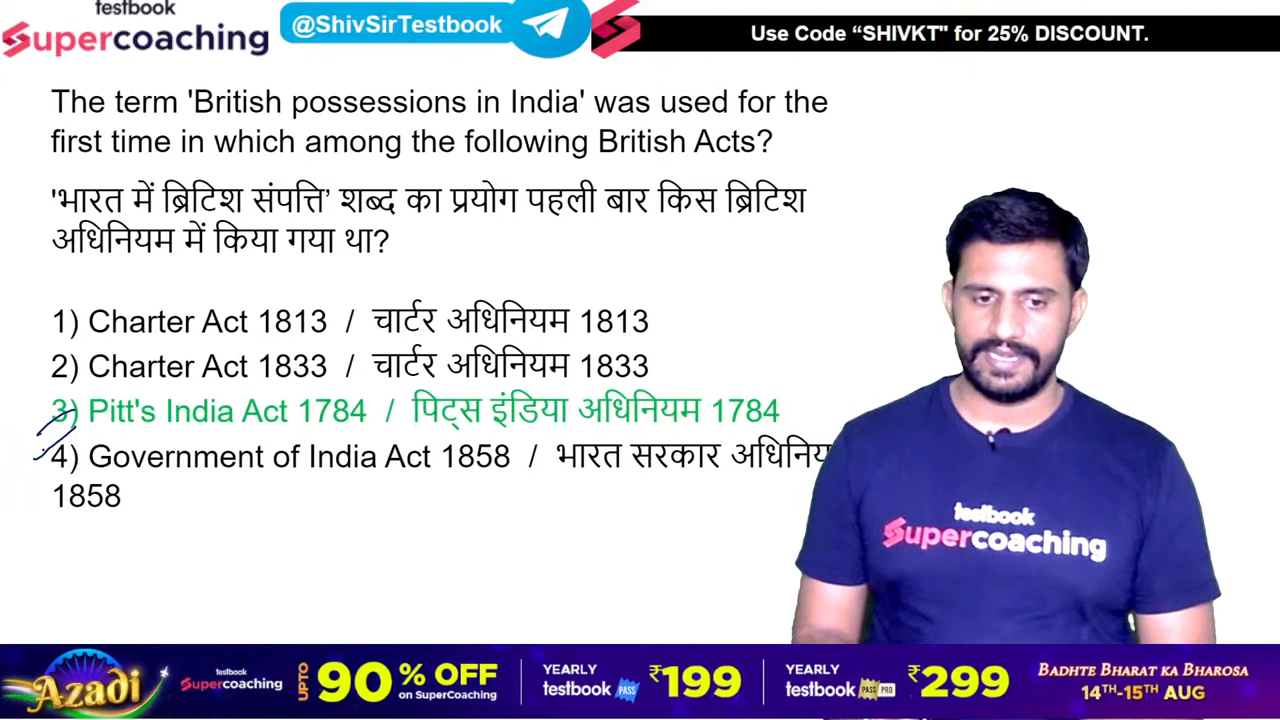 testbook
Supercoaching
@ShivSirTestbook
Use Code “SHIVKT" for 25% DISCOUNT.
The term 'British possessions in India' was used for the
first time in which among the following British Acts?
'भारत में ब्रिटिश संपत्ति’ शब्द का प्रयोग पहली बार किस ब्रिटिश
अधिनियम में किया गया था?
1) Charter Act 1813 / चार्टर अधिनियम 1813
2) Charter Act 1833 / चार्टर अधिनियम 1833
3) Pitt's India Act 1784 / पिट्स इंडिया अधिनियम 1784
4) Government of India Act 1858 / भारत सरकार
1858
testbook
Supercoaching
Azadi
testbook
Supercoaching
UPTO 90% OFF
on SuperCoaching
YEARLY
testbook PASS
₹199
YEARLY
testbook PASS PRO
₹299
BADHTE BHARAT KA BHAROSA
14TH-15TH AUG